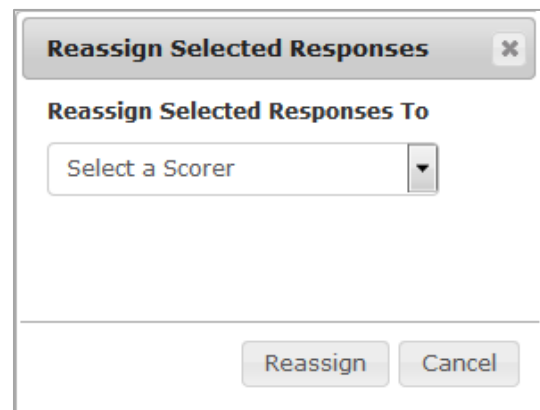 Reassign Selected Responses
Reassign Selected Responses To
Select a Scorer
Reassign Cancel